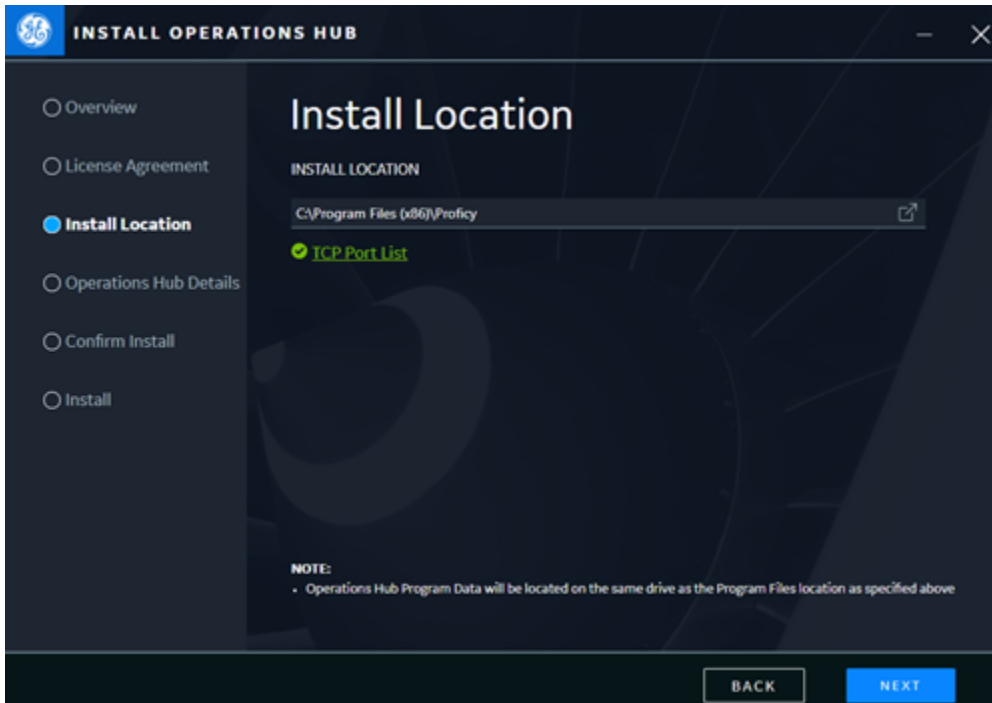 INSTALL OPERATIONS HUB
Overview
License Agreement
Install Location
Operations Hub Details
Confirm Install
Install
Install Location
INSTALL LOCATION
C:\Program Files (x86)\Proficy
TCP Port List
NOTE:
• Operations Hub Program Data will be located on the same drive as the Program Files location as specified above
BACK
NEXT